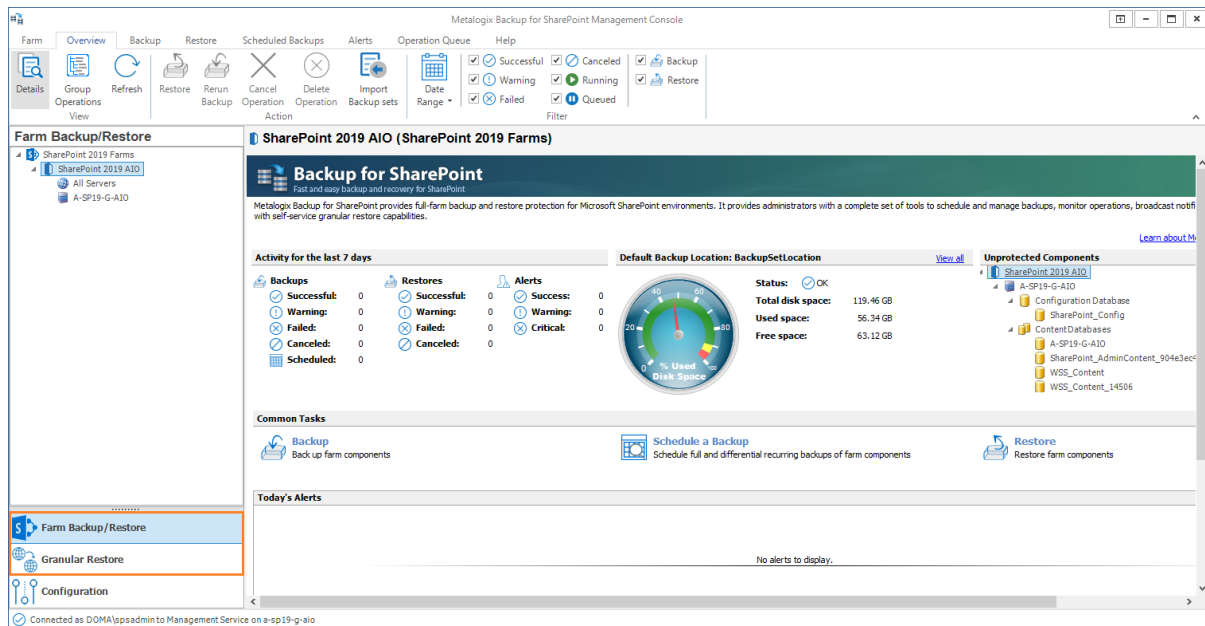 Metalogix Backup for SharePoint Management Console
Farm Overview Backup Restore Scheduled Backups Alerts Operation Queue Help
Details Group Operations Refresh Restore Rerun Backup Cancel Operation Delete Operation Import Backup sets Date Range
Successful Canceled Backup
Warning Running Restore
Failed Queued
View Action Filter
Farm Backup/Restore
SharePoint 2019 Farms
SharePoint 2019 AIO
All Servers
A-SP19-G-AIO
Farm Backup/Restore
Granular Restore
Configuration
SharePoint 2019 AIO (SharePoint 2019 Farms)
Backup for SharePoint
Fast and easy backup and recovery for SharePoint
Metalogix Backup for SharePoint provides full-farm backup and restore protection for Microsoft SharePoint environments. It provides administrators with a complete set of tools to schedule and manage backups, monitor operations, broadcast notifi
with self-service granular restore capabilities.
Learn about M
Activity for the last 7 days
Backups
Successful: 0
Warning: 0
Failed: 0
Canceled: 0
Scheduled: 0
Restores
Successful: 0
Warning: 0
Failed: 0
Canceled: 0
Alerts
Success: 0
Warning: 0
Critical: 0
Default Backup Location: BackupSetLocation View all
0 20 40 60 80 100
% Used
Disk Space
Status: OK
Total disk space: 119.46 GB
Used space: 56.34 GB
Free space: 63.12 GB
Unprotected Components
SharePoint 2019 AIO
A-SP19-G-AIO
Configuration Database
SharePoint_Config
Content Databases
A-SP19-G-AIO
SharePoint_AdminContent_904e3ec4
WSS_Content
WSS_Content_14506
Common Tasks
Backup
Back up farm components
Schedule a Backup
Schedule full and differential recurring backups of farm components
Restore
Restore farm components
Today's Alerts
No alerts to display.
Connected as DOMA\spsadmin to Management Service on a-sp19-g-aio